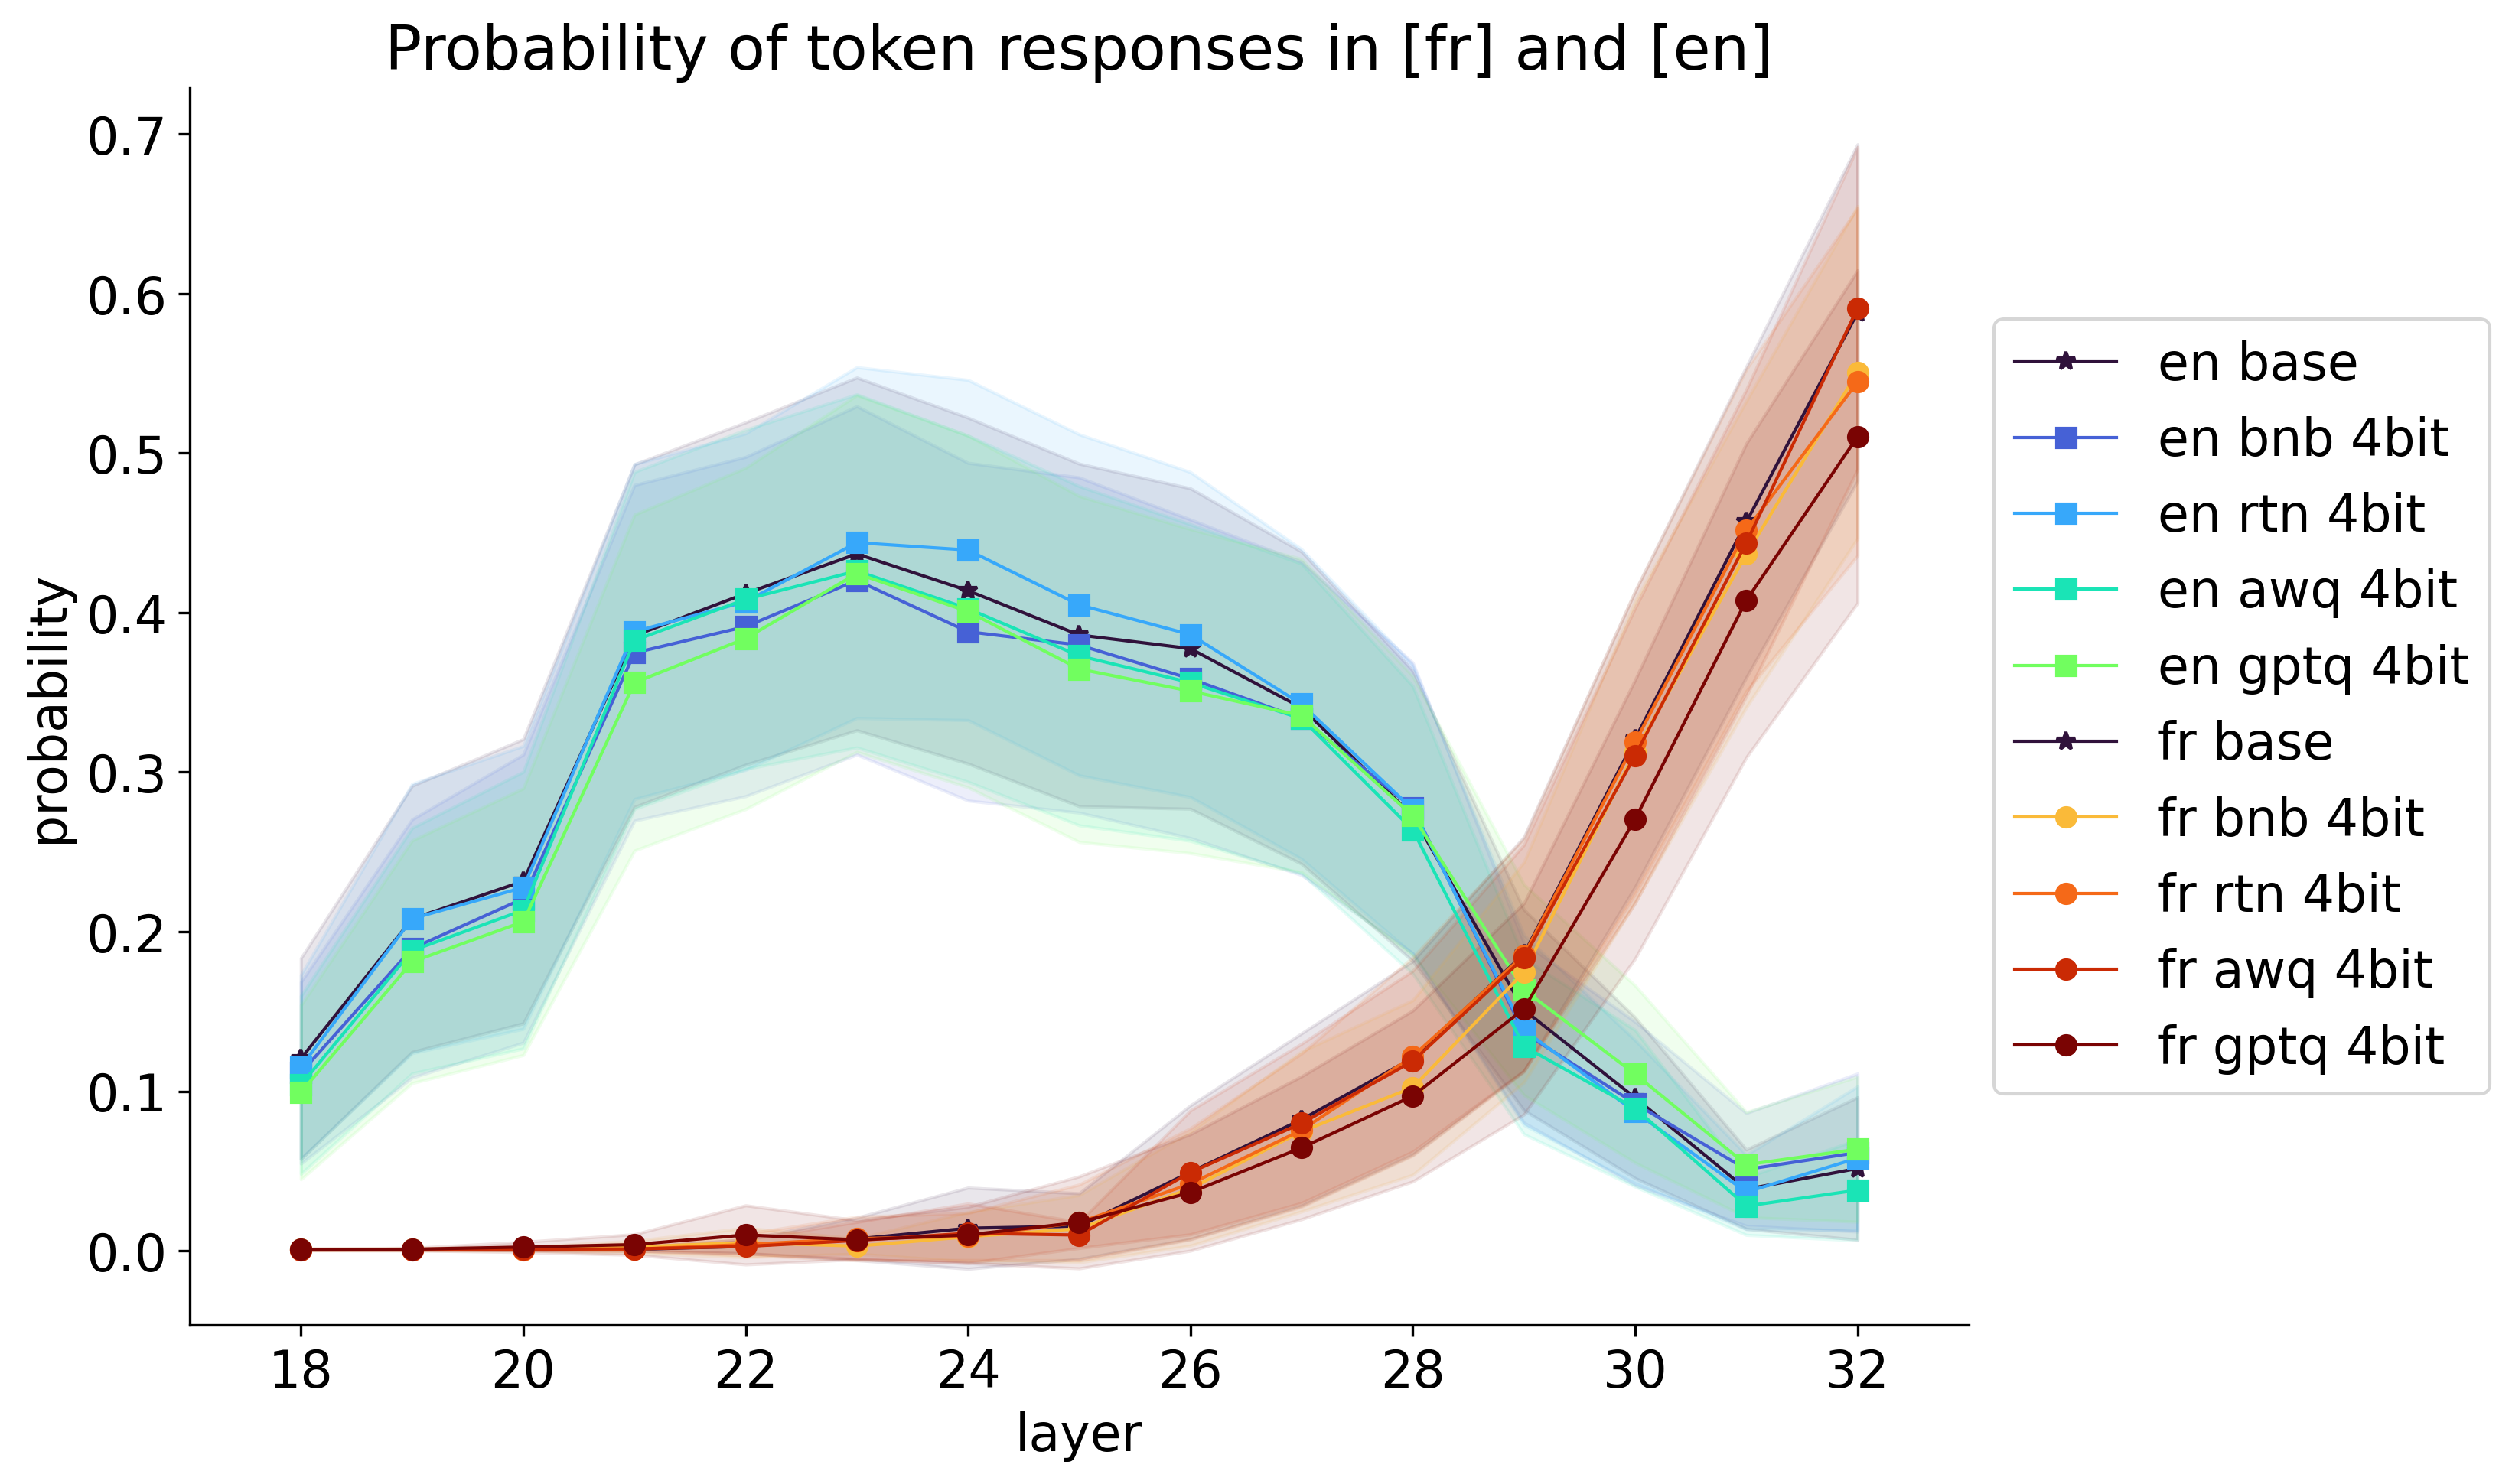 Probability of token responses in [fr] and [en]
probability
0.7
0.6
0.5
0.4
0.3
0.2
0.1
0.0
18 20 22 24 26 28 30 32
layer
en base
en bnb 4bit
en rtn 4bit
en awq 4bit
en gptq 4bit
fr base
fr bnb 4bit
fr rtn 4bit
fr awq 4bit
fr gptq 4bit